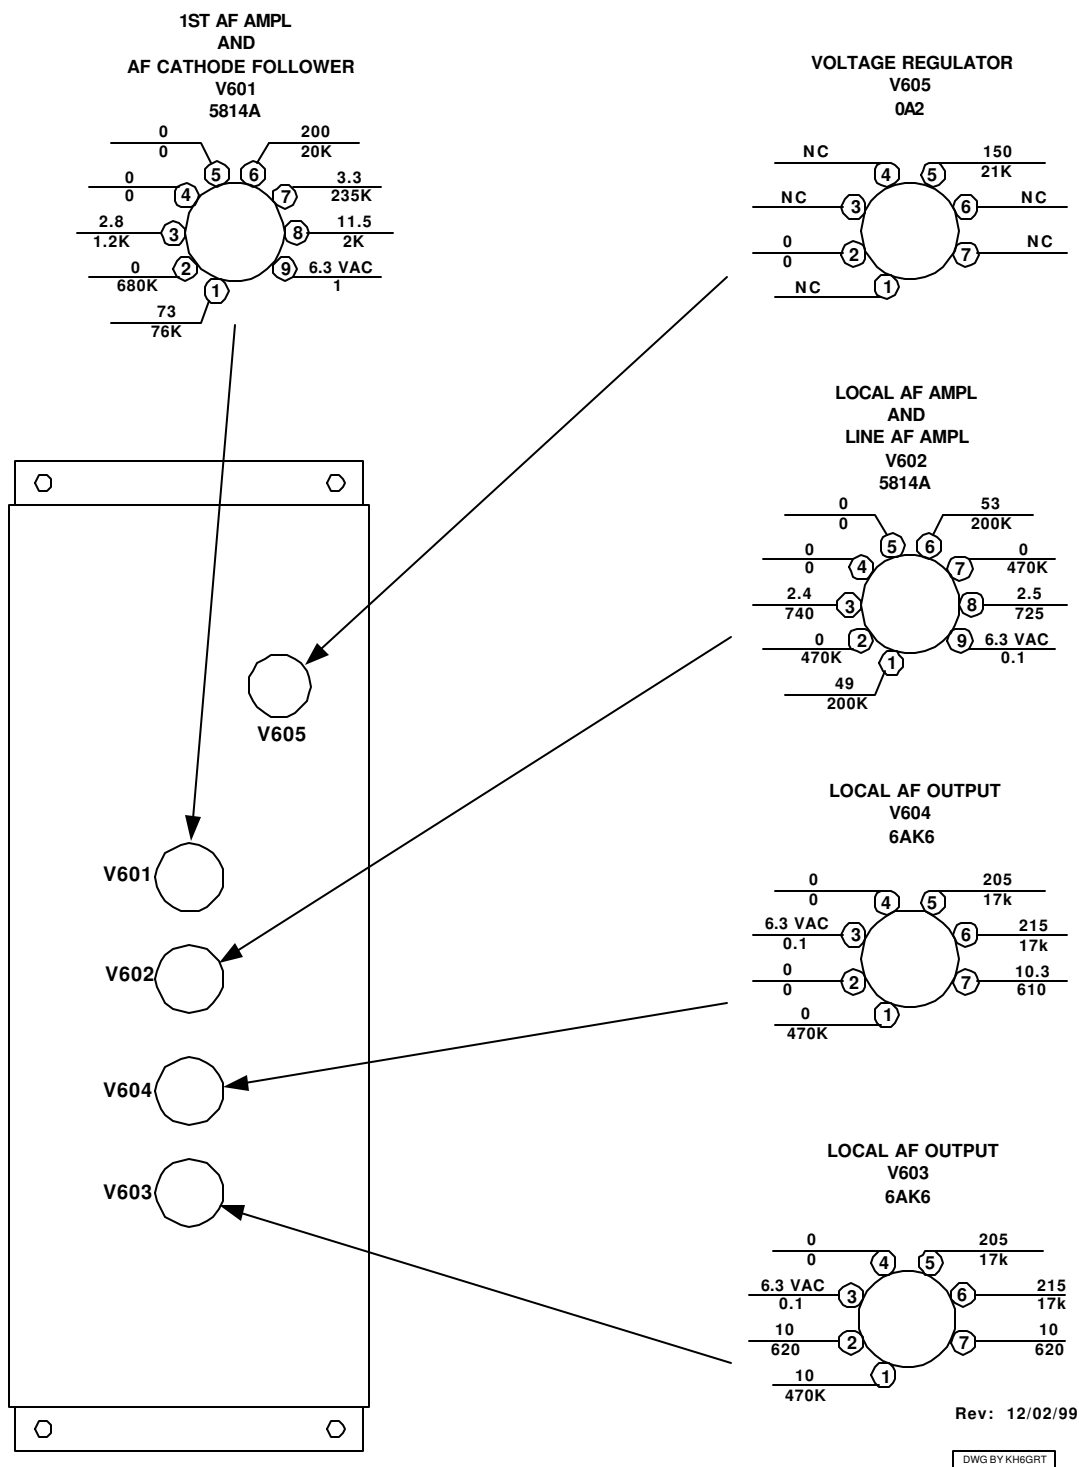 1ST AF AMPL
AND
AF CATHODE FOLLOWER
V601
5814A
0
0
5
6
200
20K
0
0
4
7
3.3
235K
2.8
1.2K
3
8
11.5
2K
0
680K
2
9
6.3 VAC
1
73
76K
1
VOLTAGE REGULATOR
V605
0A2
NC
4
5
150
21K
NC
3
6
NC
0
0
2
7
NC
NC
1
LOCAL AF AMPL
AND
LINE AF AMPL
V602
5814A
0
0
5
6
53
200K
0
0
4
7
0
470K
2.4
740
3
8
2.5
725
0
470K
2
9
6.3 VAC
0.1
49
200K
1
V605
V601
V602
V604
V603
LOCAL AF OUTPUT
V604
6AK6
0
0
4
5
205
17k
6.3 VAC
0.1
3
6
215
17k
0
0
2
7
10.3
610
0
470K
1
LOCAL AF OUTPUT
V603
6AK6
0
0
4
5
205
17k
6.3 VAC
0.1
3
6
215
17k
10
620
2
7
10
620
10
470K
1
Rev: 12/02/99
DWG BY KH6GRT